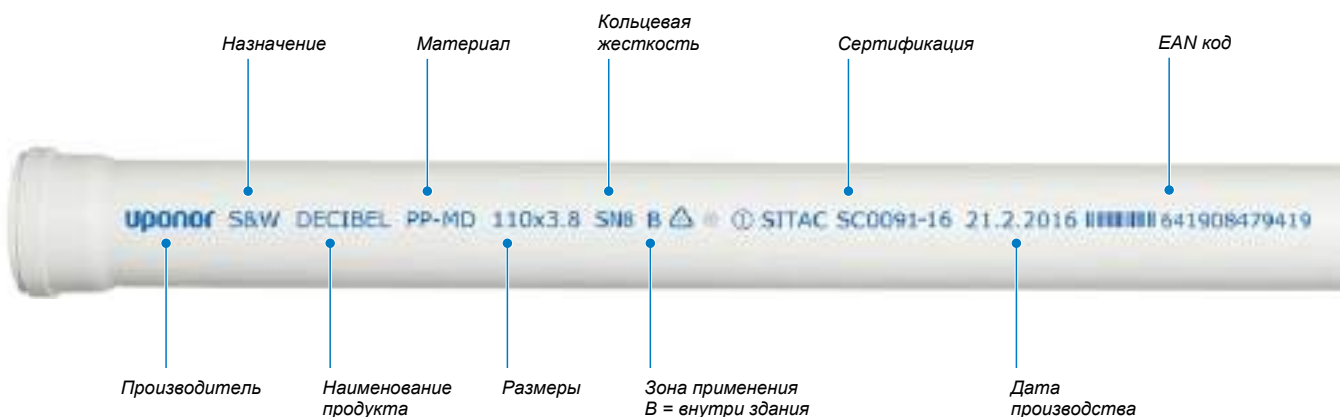 Назначение
Материал
Кольцевая
жесткость
Сертификация
EAN код
uponor S&W DECIBEL PP-MD 110x3.8 SN8 B ① SITAC SC0091-16 21.2.2016 641908479419
Производитель
Наименование
продукта
Размеры
Зона применения
B = внутри здания
Дата
производства